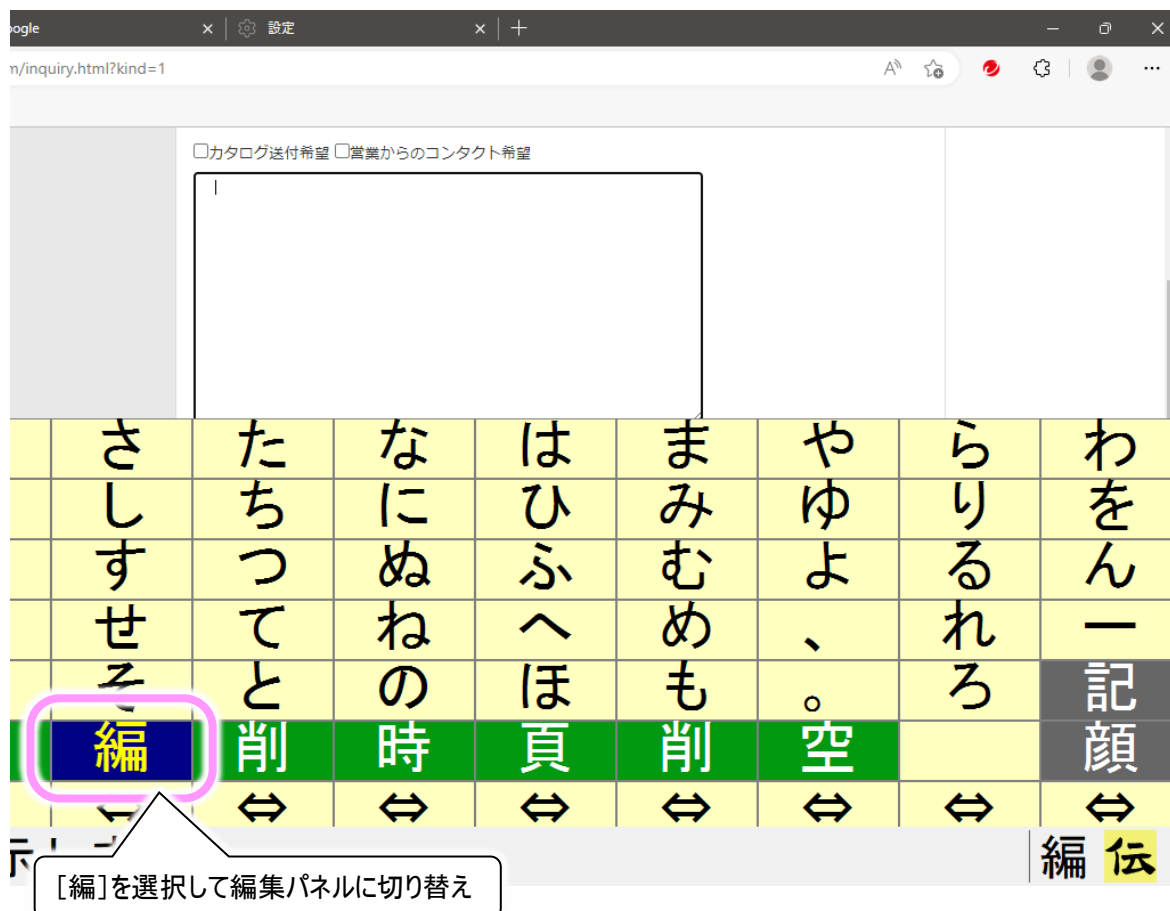 oogle × 設定 ×
m/inquiry.html?kind=1
カタログ送付希望 営業からのコンタクト希望
さ た な は ま や ら わ
し ち に ひ み ゆ り を
す つ ぬ ふ む よ る ん
せ て ね へ め 、 れ ー
そ と の ほ も 。 ろ 記
編 削 時 頁 削 空 顔
⇔ ⇔ ⇔ ⇔ ⇔ ⇔ ⇔ ⇔
編 伝
[編]を選択して編集パネルに切り替え